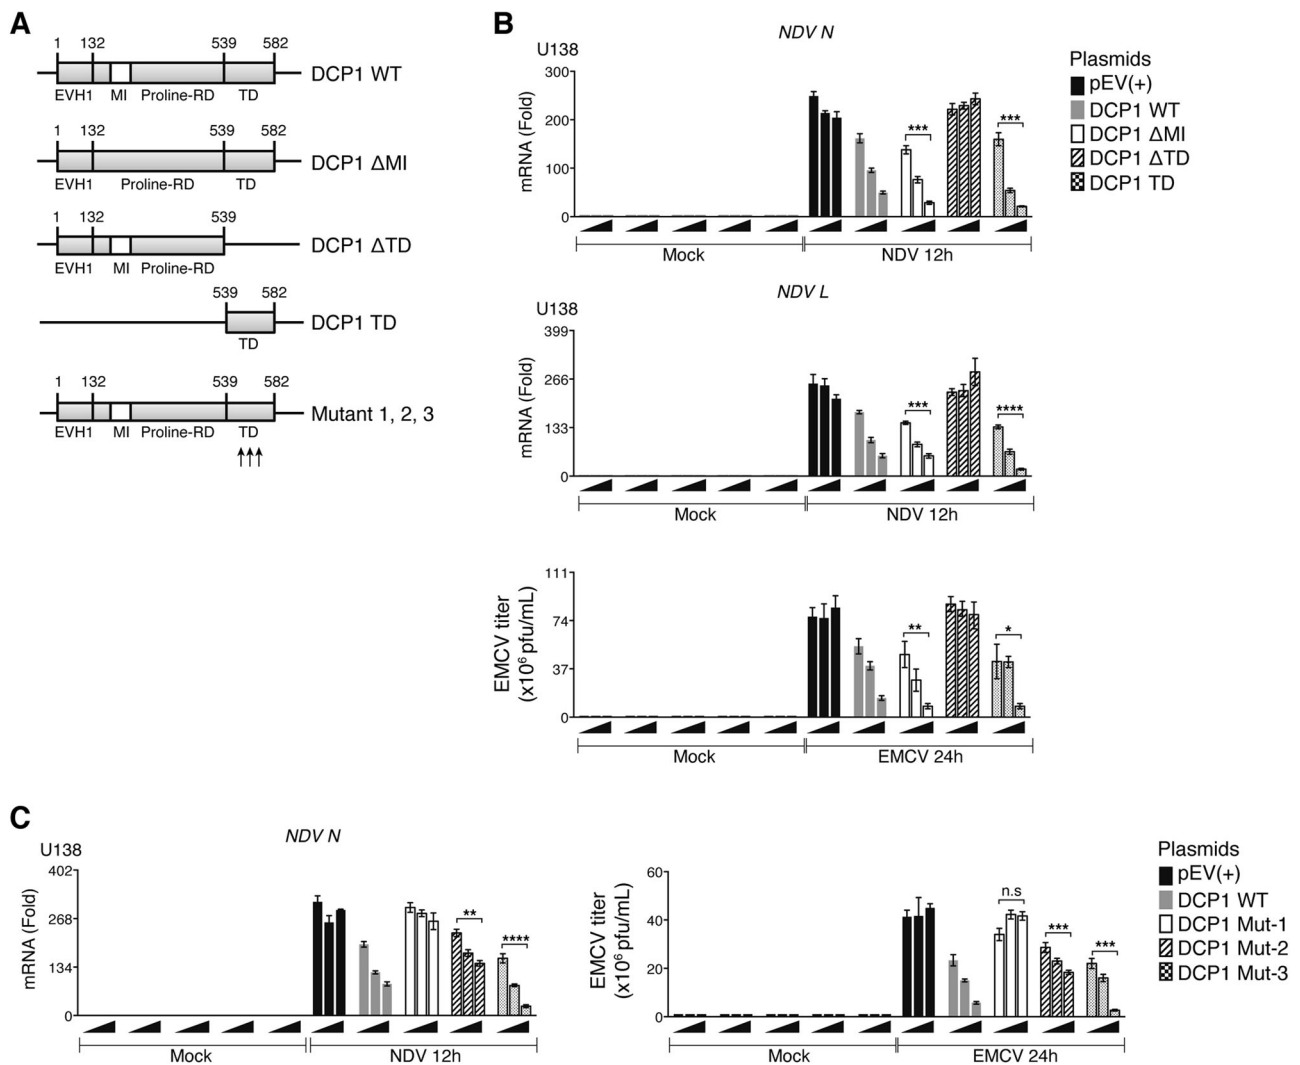 A
1 132 539 582
DCP1 WT
EVH1 MI Proline-RD TD
1 132 539 582
DCP1 ΔMI
EVH1 Proline-RD TD
1 132 539
DCP1 ΔTD
EVH1 MI Proline-RD
539 582
DCP1 TD
TD
1 132 539 582
Mutant 1, 2, 3
EVH1 MI Proline-RD TD
B
NDV N
U138
mRNA (Fold)
300
200
100
0
***
***
Mock NDV 12h
Plasmids
pEV(+)
DCP1 WT
DCP1 ΔMI
DCP1 ΔTD
DCP1 TD
NDV L
U138
mRNA (Fold)
399
266
133
0
***
****
Mock NDV 12h
EMCV titer
(x10⁶ pfu/mL)
111
74
37
0
**
*
Mock EMCV 24h
C
NDV N
U138
mRNA (Fold)
402
268
134
0
**
****
Mock NDV 12h
EMCV titer
(x10⁶ pfu/mL)
60
40
20
0
n.s
***
***
Mock EMCV 24h
Plasmids
pEV(+)
DCP1 WT
DCP1 Mut-1
DCP1 Mut-2
DCP1 Mut-3